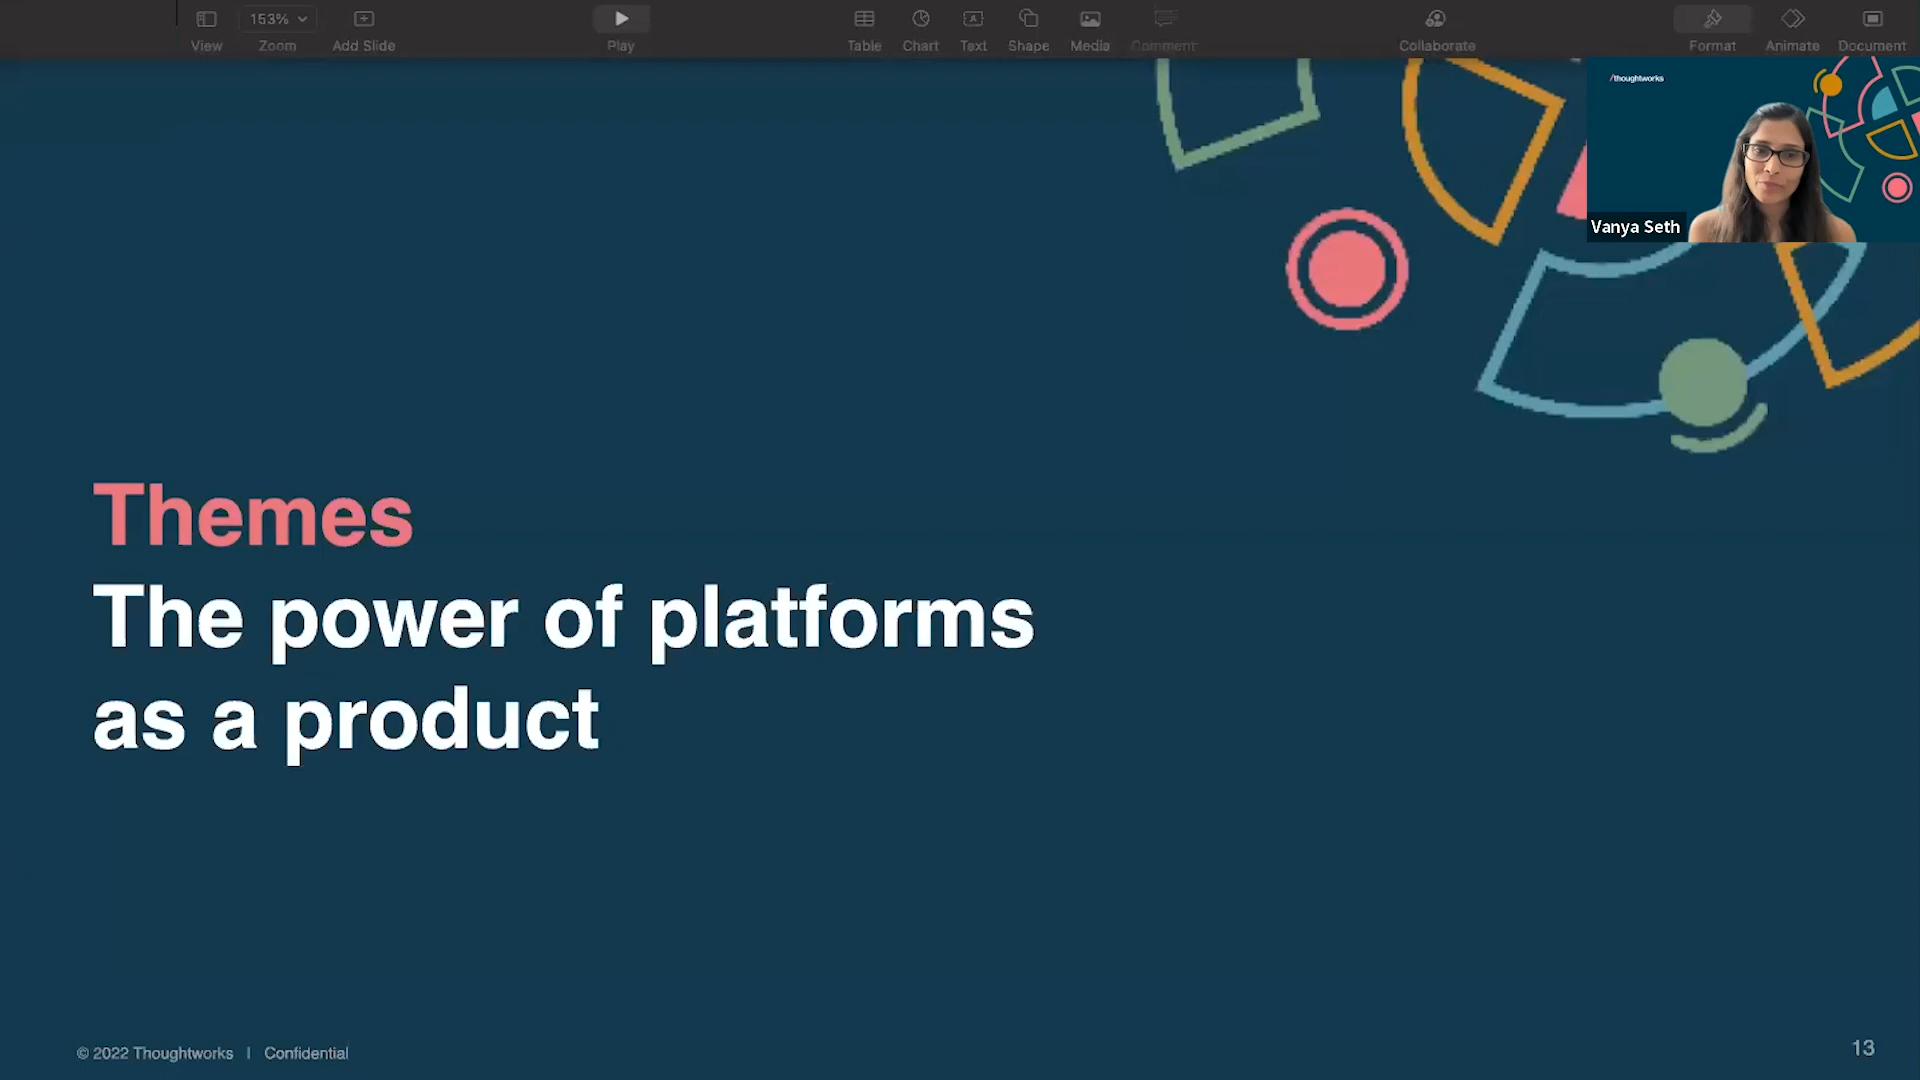 153%
View
Zoom
Add Slide
Play
Table
Chart
Text
Shape
Media
Comment
Collaborate
Format
Animate
Document
/thoughtworks
Vanya Seth
Themes
The power of platforms
as a product
© 2022 Thoughtworks | Confidential
13